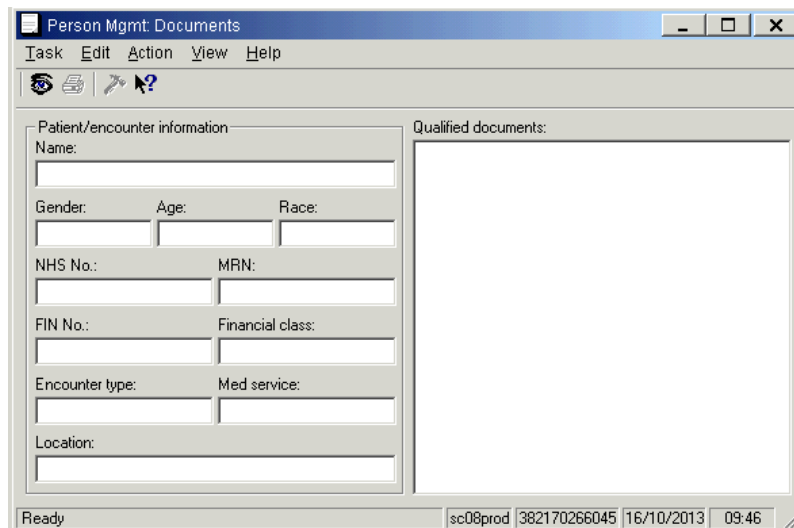 Person Mgmt: Documents
Task Edit Action View Help
Patient/encounter information
Name:
Gender: Age: Race:
NHS No.: MRN:
FIN No.: Financial class:
Encounter type: Med service:
Location:
Qualified documents:
Ready sc08prod 382170266045 16/10/2013 09:46